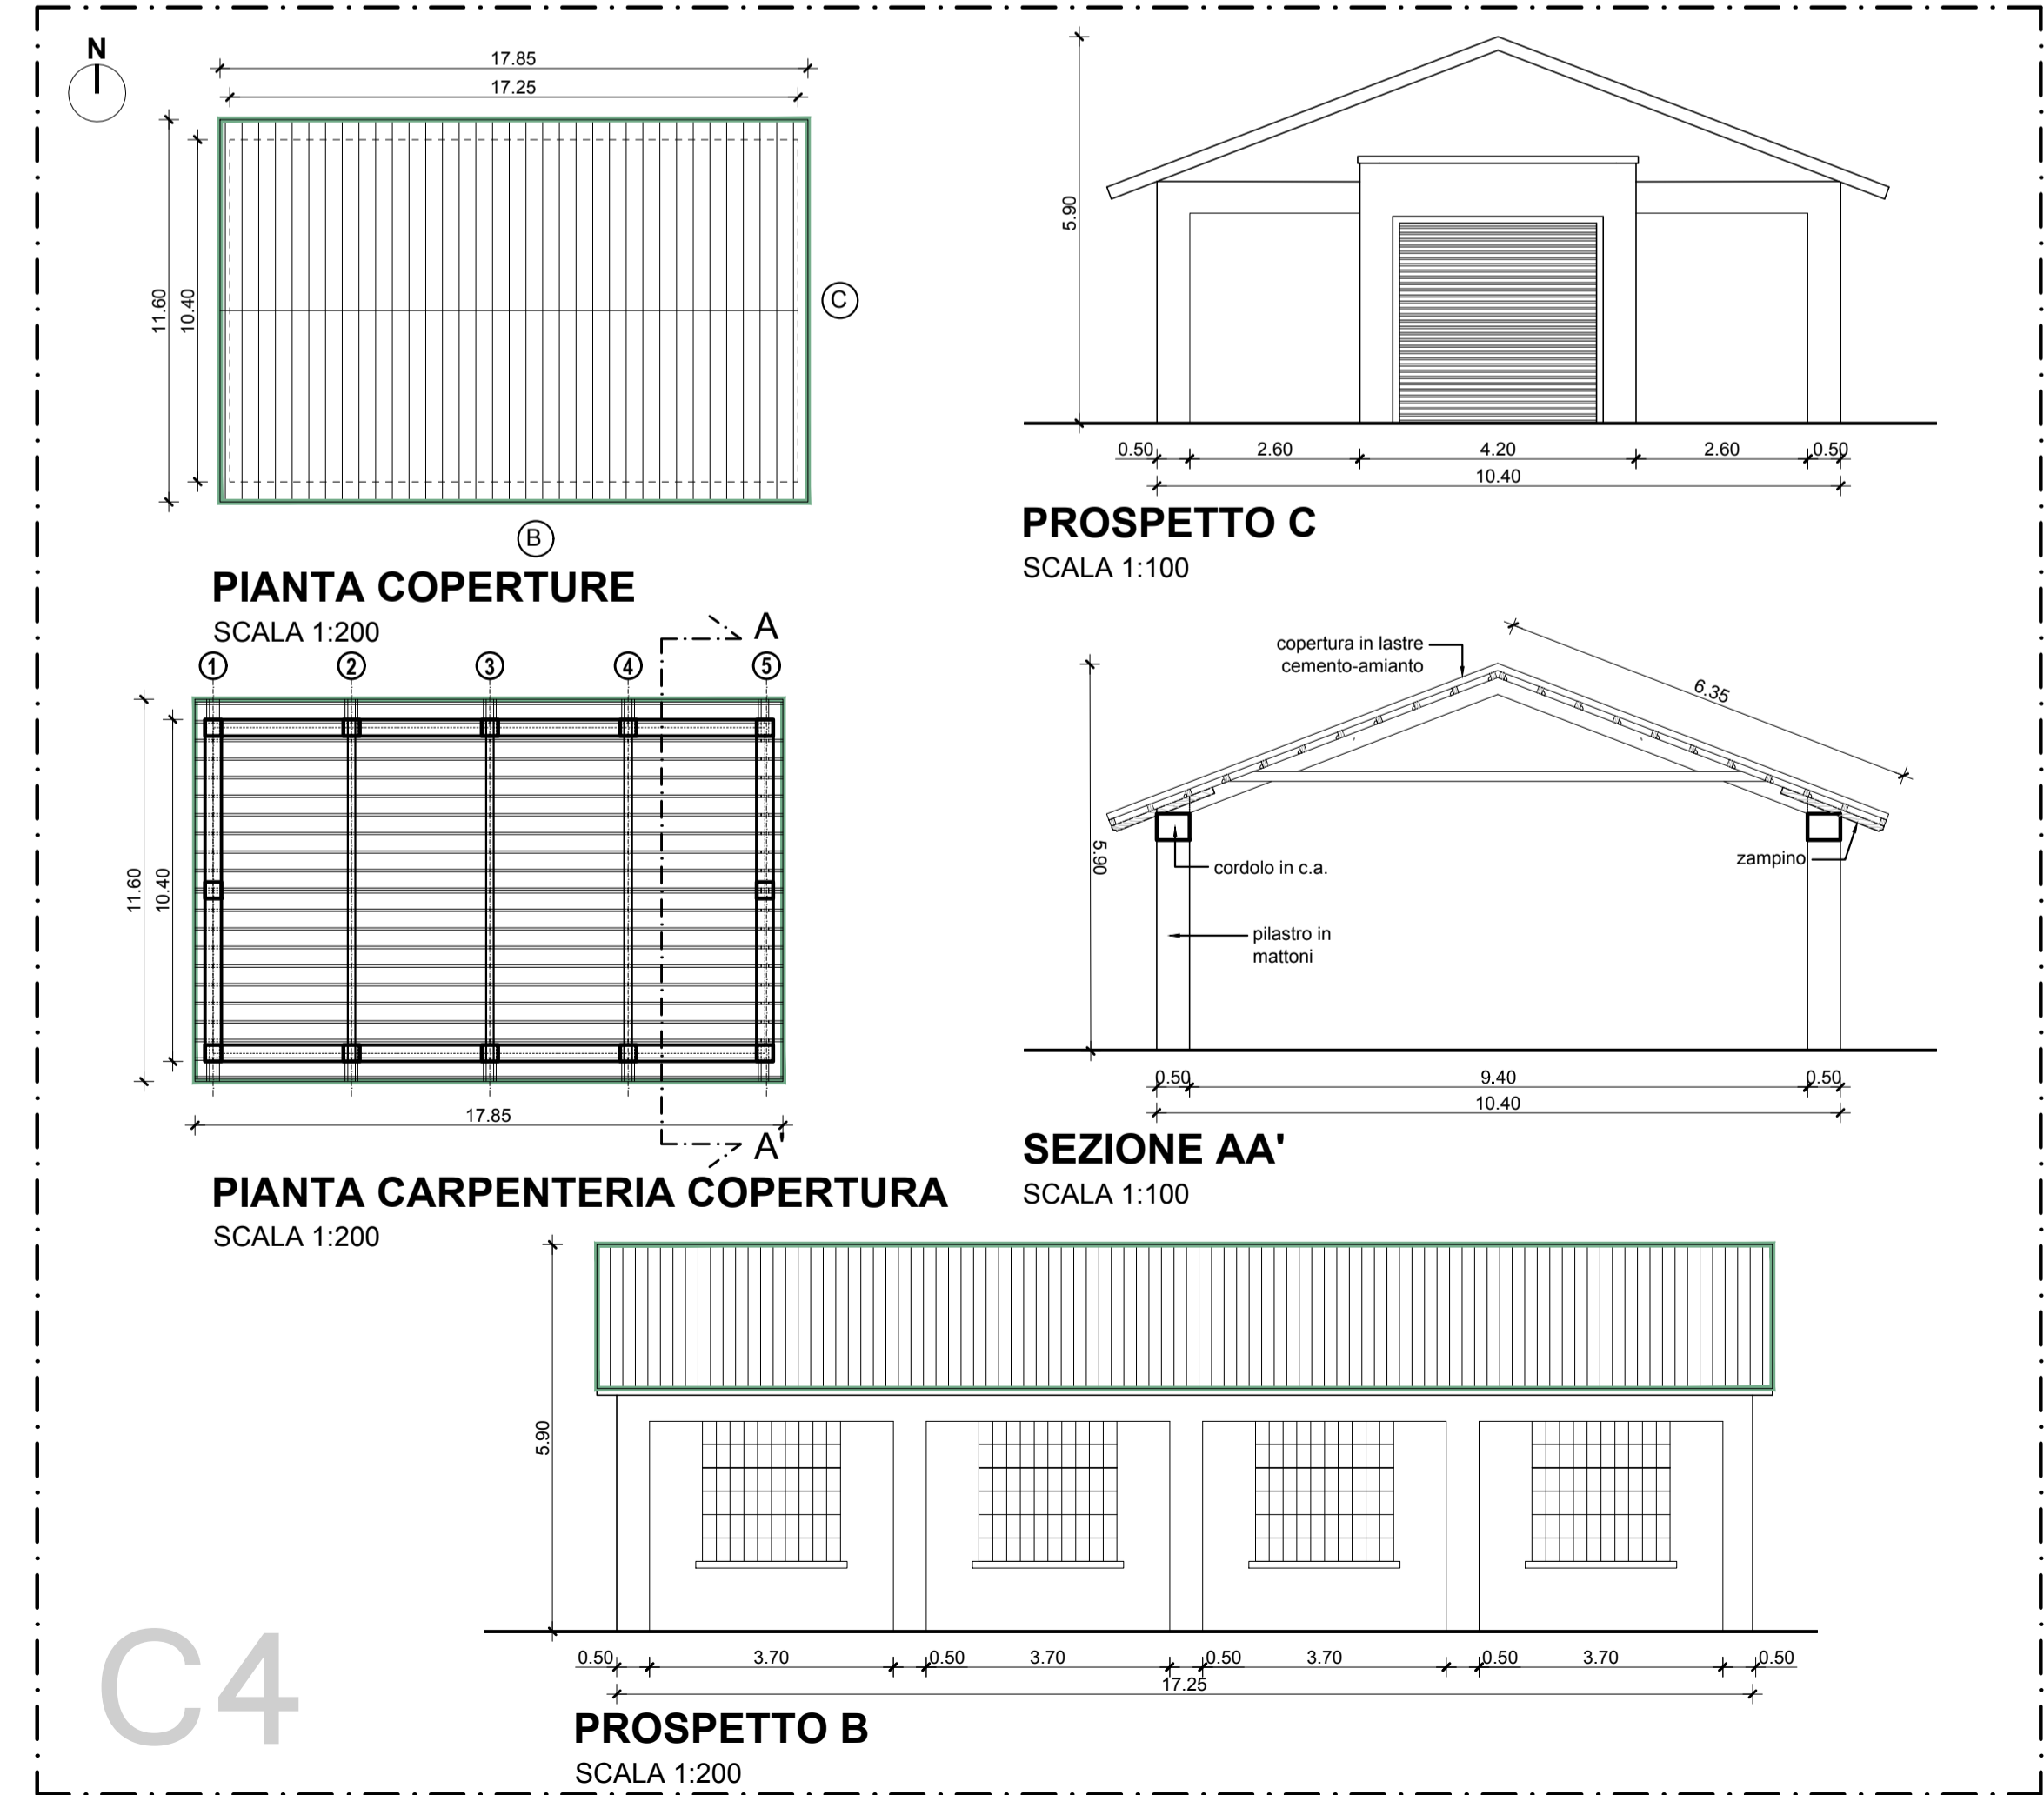 N
17.85
17.25
11.60
10.40
C
B
PIANTA COPERTURE
SCALA 1:200
5.90
0.50
2.60
4.20
2.60
0.50
10.40
PROSPETTO C
SCALA 1:100
A
1
2
3
4
5
11.60
10.40
17.85
A'
PIANTA CARPENTERIA COPERTURA
SCALA 1:200
copertura in lastre
cemento-amianto
6.35
5.90
cordolo in c.a.
zampino
pilastro in
mattoni
0.50
9.40
0.50
10.40
SEZIONE AA'
SCALA 1:100
5.90
0.50
3.70
0.50
3.70
0.50
3.70
0.50
3.70
0.50
17.25
PROSPETTO B
SCALA 1:200
C4